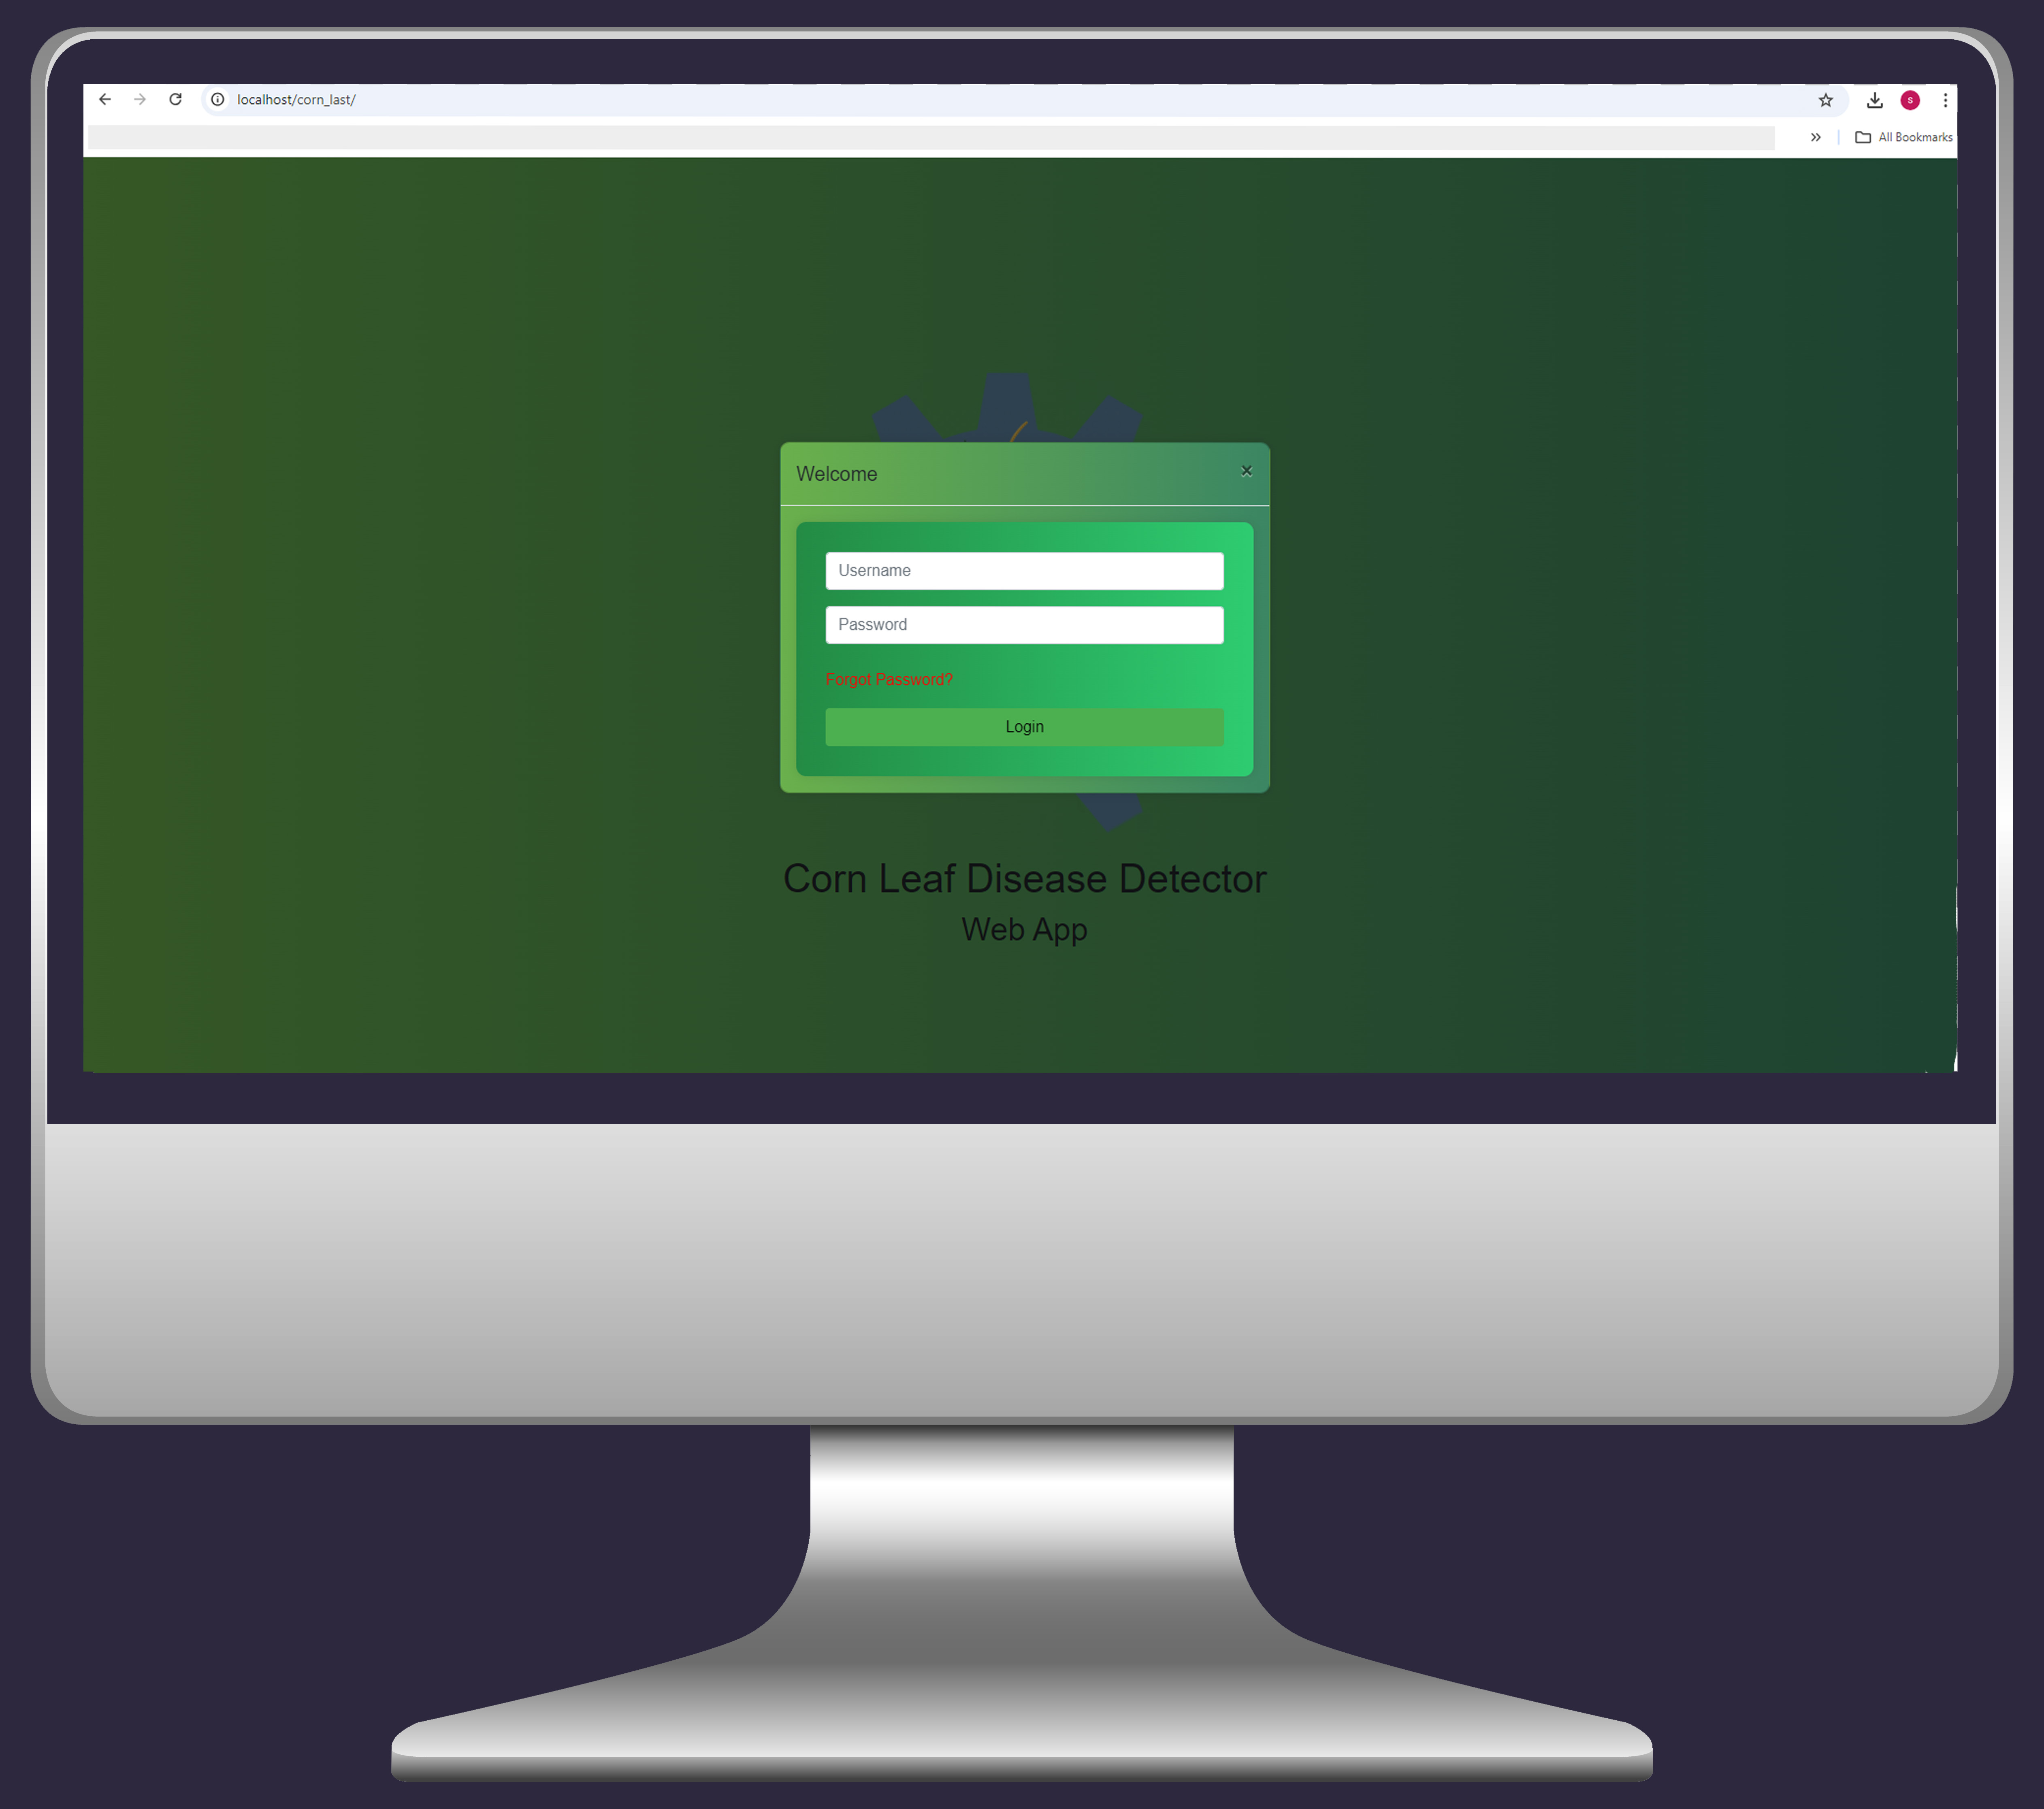 localhost/corn_last/
S
All Bookmarks
Welcome
×
Username
Password
Forgot Password?
Login
Corn Leaf Disease Detector
Web App